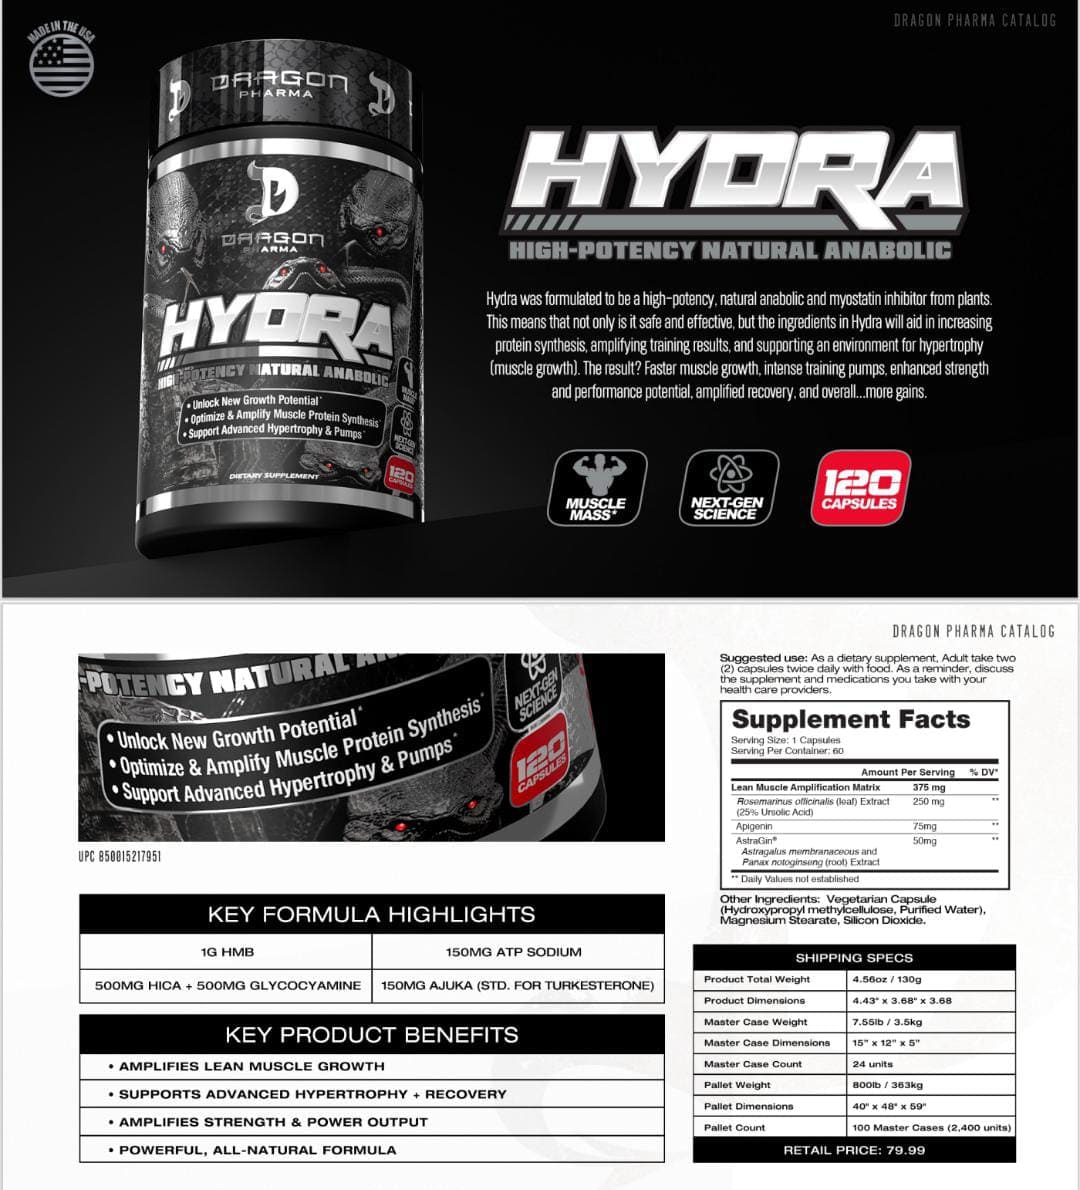 MADE IN THE USA
DRAGON PHARMA CATALOG
DRAGON
PHARMA
DRAGON
PHARMA
HYDRA
HIGH-POTENCY NATURAL ANABOLIC
• Unlock New Growth Potential*
• Optimize & Amplify Muscle Protein Synthesis*
• Support Advanced Hypertrophy & Pumps*
MUSCLE
MASS*
NEXT-GEN
SCIENCE
120
CAPSULES
DIETARY SUPPLEMENT
HYDRA
HIGH-POTENCY NATURAL ANABOLIC
Hydra was formulated to be a high-potency, natural anabolic and myostatin inhibitor from plants.
This means that not only is it safe and effective, but the ingredients in Hydra will aid in increasing
protein synthesis, amplifying training results, and supporting an environment for hypertrophy
(muscle growth). The result? Faster muscle growth, intense training pumps, enhanced strength
and performance potential, amplified recovery, and overall...more gains.
MUSCLE
MASS*
NEXT-GEN
SCIENCE
120
CAPSULES
DRAGON PHARMA CATALOG
-POTENCY NATURAL AN
• Unlock New Growth Potential*
• Optimize & Amplify Muscle Protein Synthesis*
• Support Advanced Hypertrophy & Pumps*
NEXT-GEN
SCIENCE
120
CAPSULES
UPC 850015217951
KEY FORMULA HIGHLIGHTS
1G HMB
150MG ATP SODIUM
500MG HICA + 500MG GLYCOCYAMINE
150MG AJUKA (STD. FOR TURKESTERONE)
KEY PRODUCT BENEFITS
• AMPLIFIES LEAN MUSCLE GROWTH
• SUPPORTS ADVANCED HYPERTROPHY + RECOVERY
• AMPLIFIES STRENGTH & POWER OUTPUT
• POWERFUL, ALL-NATURAL FORMULA
Suggested use: As a dietary supplement, Adult take two
(2) capsules twice daily with food. As a reminder, discuss
the supplement and medications you take with your
health care providers.
Supplement Facts
Serving Size: 1 Capsules
Serving Per Container: 60
Amount Per Serving % DV*
Lean Muscle Amplification Matrix 375 mg
Rosemarinus officinalis (leaf) Extract 250 mg **
(25% Ursolic Acid)
Apigenin 75mg **
AstraGin® 50mg **
Astragalus membranaceous and
Panax notoginseng (root) Extract
** Daily Values not established
Other Ingredients: Vegetarian Capsule
(Hydroxypropyl methylcellulose, Purified Water),
Magnesium Stearate, Silicon Dioxide.
SHIPPING SPECS
Product Total Weight 4.56oz / 130g
Product Dimensions 4.43" x 3.68" x 3.68
Master Case Weight 7.55lb / 3.5kg
Master Case Dimensions 15" x 12" x 5"
Master Case Count 24 units
Pallet Weight 800lb / 363kg
Pallet Dimensions 40" x 48" x 59"
Pallet Count 100 Master Cases (2,400 units)
RETAIL PRICE: 79.99